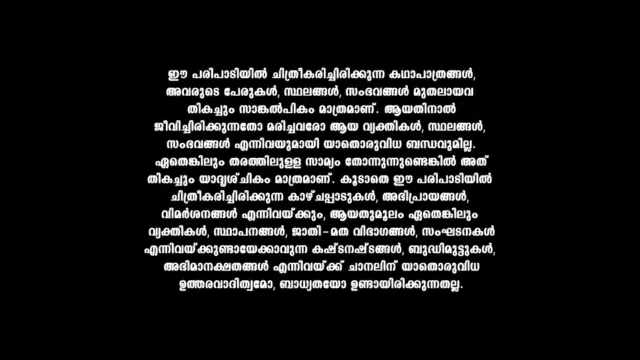 ഈ പരിപാടിയിൽ ചിത്രീകരിച്ചിരിക്കുന്ന കഥാപാത്രങ്ങൾ,
അവരുടെ പേരുകൾ, സ്ഥലങ്ങൾ, സംഭവങ്ങൾ മുതലായവ
തികച്ചും സാങ്കൽപികം മാത്രമാണ്. ആയതിനാൽ
ജീവിച്ചിരിക്കുന്നതോ മരിച്ചവരോ ആയ വ്യക്തികൾ, സ്ഥലങ്ങൾ,
സംഭവങ്ങൾ എന്നിവയുമായി യാതൊരുവിധ ബന്ധവുമില്ല.
ഏതെങ്കിലും തരത്തിലുളള സാമ്യം തോന്നുന്നുണ്ടെങ്കിൽ അത്
തികച്ചും യാദൃശ്ചികം മാത്രമാണ്. കൂടാതെ ഈ പരിപാടിയിൽ
ചിത്രീകരിച്ചിരിക്കുന്ന കാഴ്ചപ്പാടുകൾ, അഭിപ്രായങ്ങൾ,
വിമർശനങ്ങൾ എന്നിവയ്ക്കും, ആയതുമൂലം ഏതെങ്കിലും
വ്യക്തികൾ, സ്ഥാപനങ്ങൾ, ജാതി-മത വിഭാഗങ്ങൾ, സംഘടനകൾ
എന്നിവയ്ക്കുണ്ടായേക്കാവുന്ന കഷ്ടനഷ്ടങ്ങൾ, ബുദ്ധിമുട്ടുകൾ,
അഭിമാനക്ഷതങ്ങൾ എന്നിവയ്ക്ക് ചാനലിന് യാതൊരുവിധ
ഉത്തരവാദിത്വമോ, ബാധ്യതയോ ഉണ്ടായിരിക്കുന്നതല്ല.